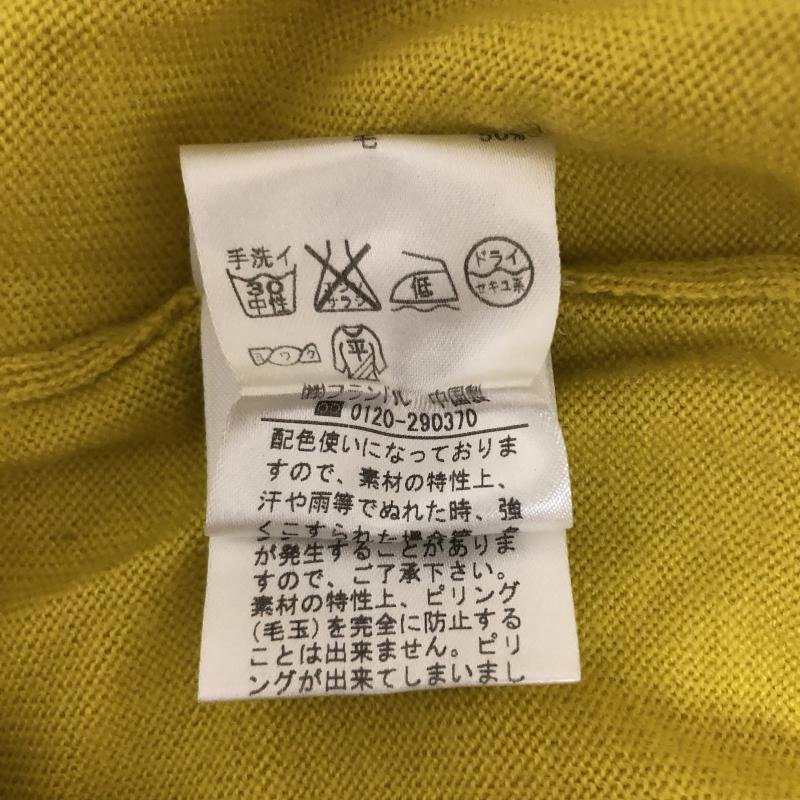 毛 50%
手洗イ
30
中性
エンソ
サラシ
低
ドライ
セキユ系
ヨワク
平
㈱フランドル 中国製
0120-290370
配色使いになっておりま
すので、素材の特性上、
汗や雨等でぬれた時、強
くこすられた場合等
が発生することがありま
すので、ご了承下さい。
素材の特性上、ピリング
(毛玉)を完全に防止する
ことは出来ません。ピリ
ングが出来てしまいまし